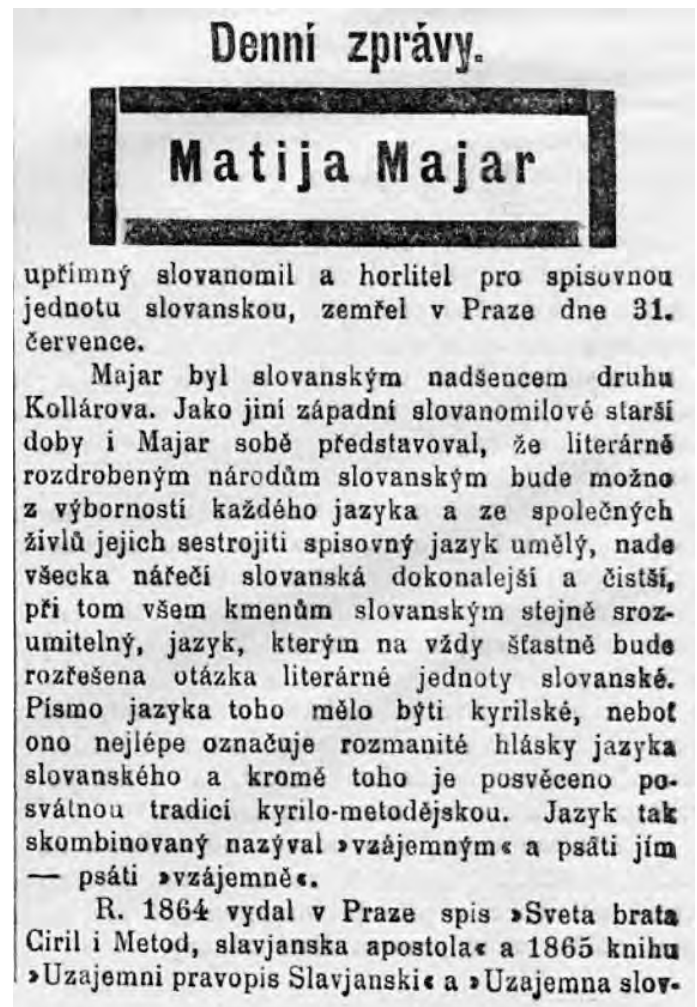 Denní zprávy.
Matija Majar
upřímný slovanomil a horlitel pro spisovnou
jednotu slovanskou, zemřel v Praze dne 31.
července.
Majar byl slovanským nadšencem druhu
Kollárova. Jako jiní západní slovanomilové starší
doby i Majar sobě představoval, že literárně
rozdrobeným národům slovanským bude možno
z výborností každého jazyka a ze společných
živlů jejich sestrojiti spisovný jazyk umělý, nade
všecka nářečí slovanská dokonalejší a čistší,
při tom všem kmenům slovanským stejně sroz-
umitelný, jazyk, kterým na vždy šťastně bude
rozřešena otázka literárné jednoty slovanské.
Písmo jazyka toho mělo býti kyrilské, neboť
ono nejlépe označuje rozmanité hlásky jazyka
slovanského a kromě toho je posvěceno po-
svátnou tradicí kyrilo-metodějskou. Jazyk tak
skombinovaný nazýval »vzájemným« a psáti jím
— psáti »vzájemně«.
R. 1864 vydal v Praze spis »Sveta brata
Ciril i Metod, slavjanska apostola« a 1865 knihu
»Uzajemni pravopis Slavjanski« a »Uzajemna slov-